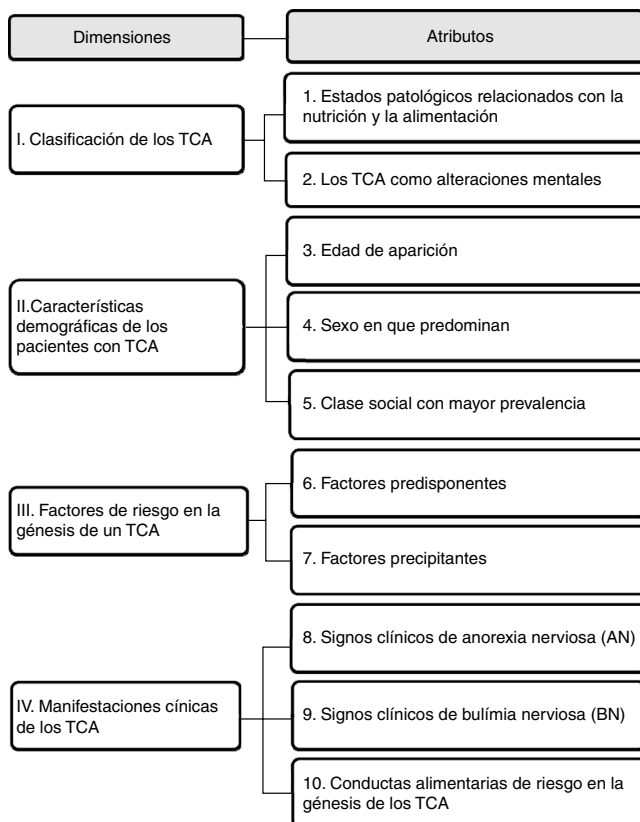 Dimensiones
Atributos
I. Clasificación de los TCA
1. Estados patológicos relacionados con la
nutrición y la alimentación
2. Los TCA como alteraciones mentales
II.Características
demográficas de los
pacientes con TCA
3. Edad de aparición
4. Sexo en que predominan
5. Clase social con mayor prevalencia
III. Factores de riesgo en la
génesis de un TCA
6. Factores predisponentes
7. Factores precipitantes
IV. Manifestaciones cínicas
de los TCA
8. Signos clínicos de anorexia nerviosa (AN)
9. Signos clínicos de bulímia nerviosa (BN)
10. Conductas alimentarias de riesgo en la
génesis de los TCA